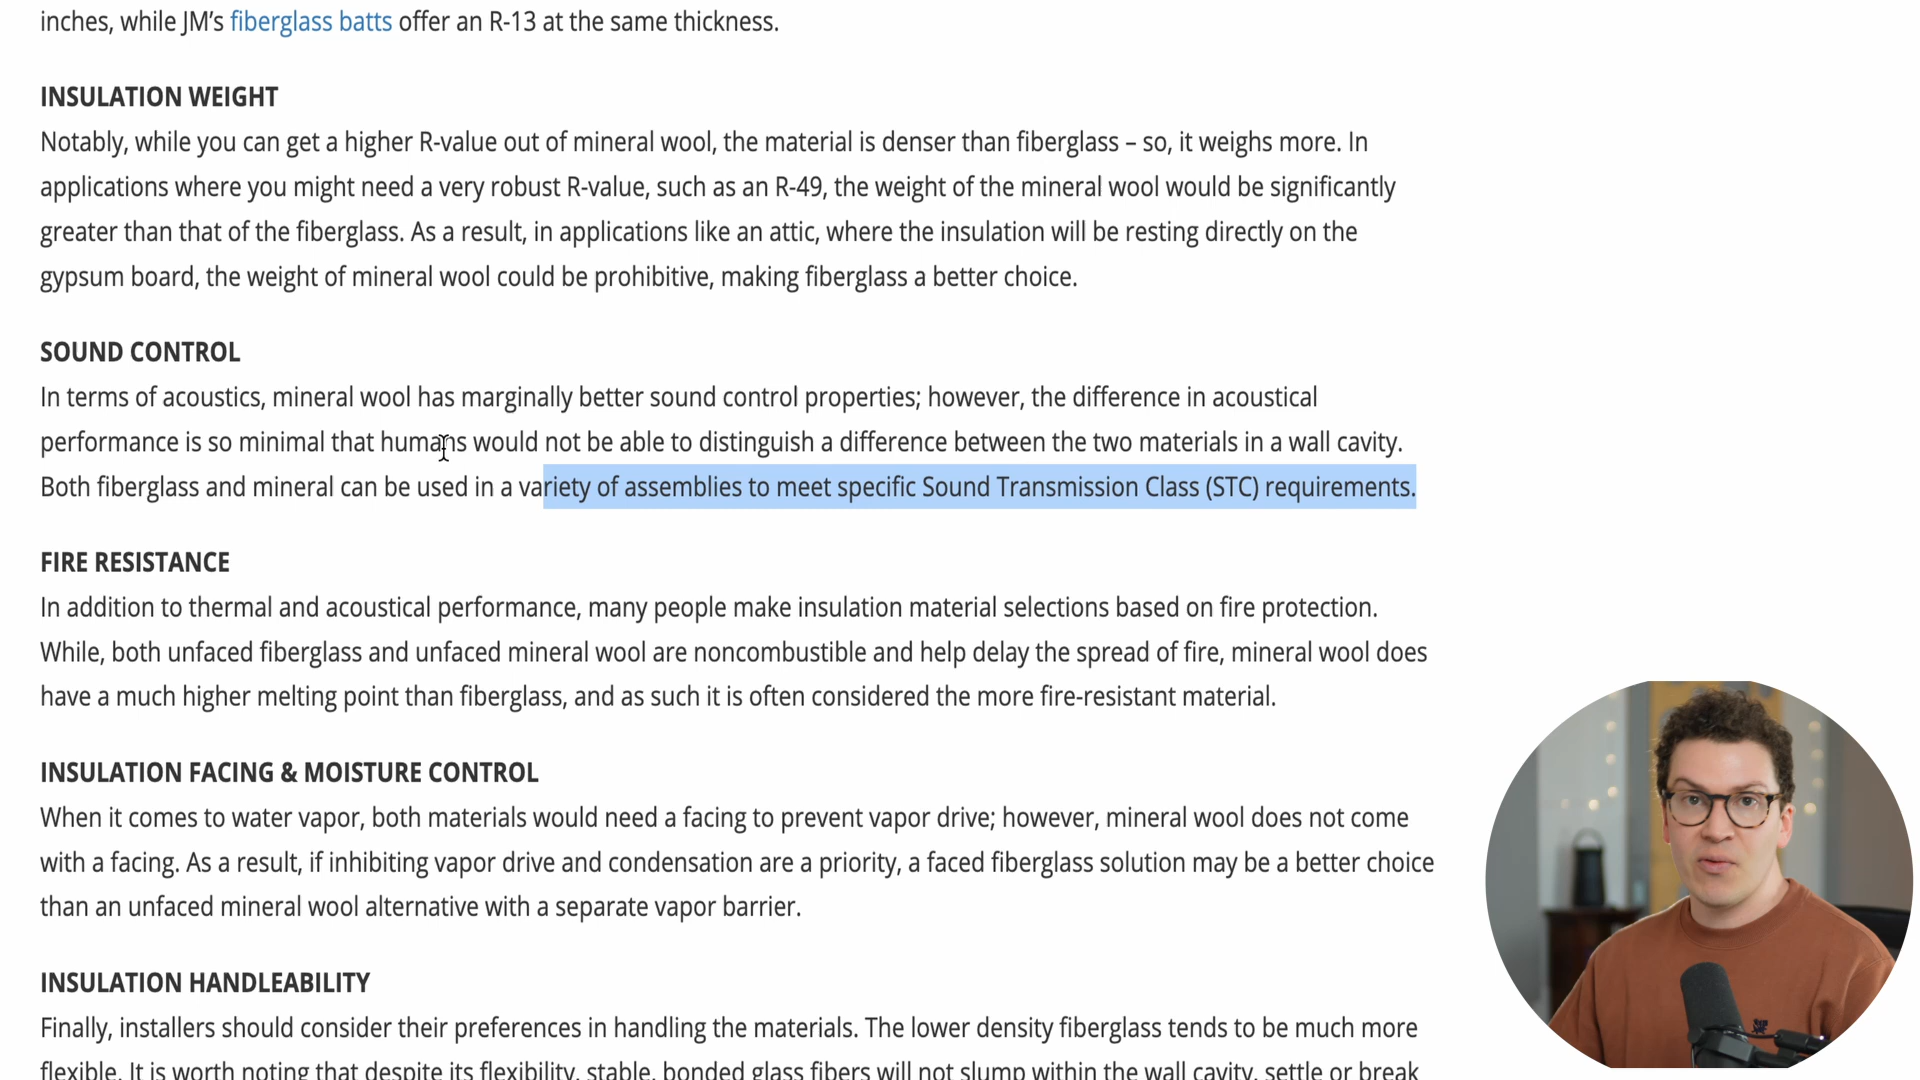 inches, while JM’s fiberglass batts offer an R-13 at the same thickness.
INSULATION WEIGHT
Notably, while you can get a higher R-value out of mineral wool, the material is denser than fiberglass – so, it weighs more. In
applications where you might need a very robust R-value, such as an R-49, the weight of the mineral wool would be significantly
greater than that of the fiberglass. As a result, in applications like an attic, where the insulation will be resting directly on the
gypsum board, the weight of mineral wool could be prohibitive, making fiberglass a better choice.
SOUND CONTROL
In terms of acoustics, mineral wool has marginally better sound control properties; however, the difference in acoustical
performance is so minimal that humans would not be able to distinguish a difference between the two materials in a wall cavity.
Both fiberglass and mineral can be used in a variety of assemblies to meet specific Sound Transmission Class (STC) requirements.
FIRE RESISTANCE
In addition to thermal and acoustical performance, many people make insulation material selections based on fire protection.
While, both unfaced fiberglass and unfaced mineral wool are noncombustible and help delay the spread of fire, mineral wool does
have a much higher melting point than fiberglass, and as such it is often considered the more fire-resistant material.
INSULATION FACING & MOISTURE CONTROL
When it comes to water vapor, both materials would need a facing to prevent vapor drive; however, mineral wool does not come
with a facing. As a result, if inhibiting vapor drive and condensation are a priority, a faced fiberglass solution may be a better choice
than an unfaced mineral wool alternative with a separate vapor barrier.
INSULATION HANDLEABILITY
Finally, installers should consider their preferences in handling the materials. The lower density fiberglass tends to be much more
flexible. It is worth noting that despite its flexibility, stable, bonded glass fibers will not slump within the wall cavity, settle or break